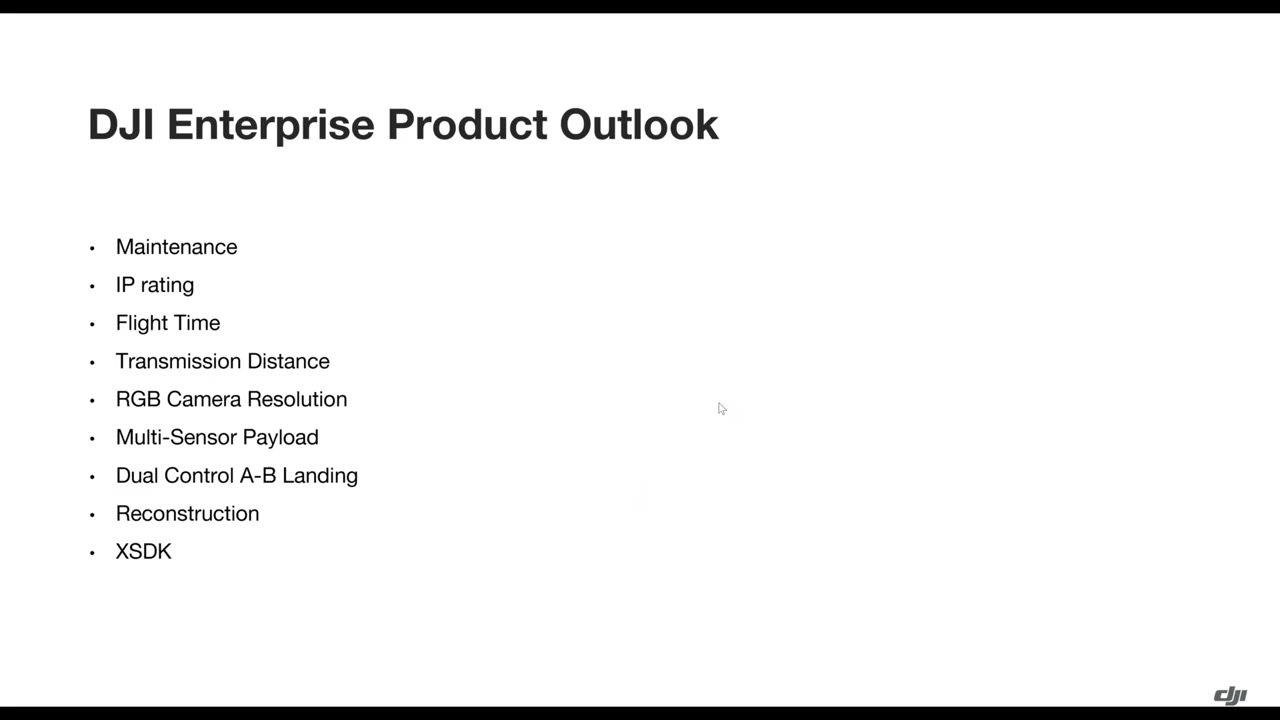 DJI Enterprise Product Outlook
• Maintenance
• IP rating
• Flight Time
• Transmission Distance
• RGB Camera Resolution
• Multi-Sensor Payload
• Dual Control A-B Landing
• Reconstruction
• XSDK
dji